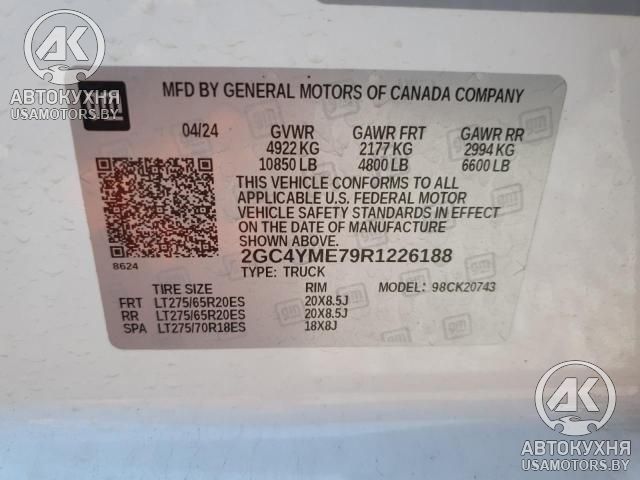 АВТОКУХНЯ
USAMOTORS.BY
gm
MFD BY GENERAL MOTORS OF CANADA COMPANY
04/24 GVWR GAWR FRT GAWR RR
4922 KG 2177 KG 2994 KG
10850 LB 4800 LB 6600 LB
THIS VEHICLE CONFORMS TO ALL
APPLICABLE U.S. FEDERAL MOTOR
VEHICLE SAFETY STANDARDS IN EFFECT
ON THE DATE OF MANUFACTURE
SHOWN ABOVE.
8624
2GC4YME79R1226188
TYPE: TRUCK
TIRE SIZE RIM MODEL: 98CK20743
FRT LT275/65R20ES 20X8.5J
RR LT275/65R20ES 20X8.5J
SPA LT275/70R18ES 18X8J
АК
АВТОКУХНЯ
USAMOTORS.BY